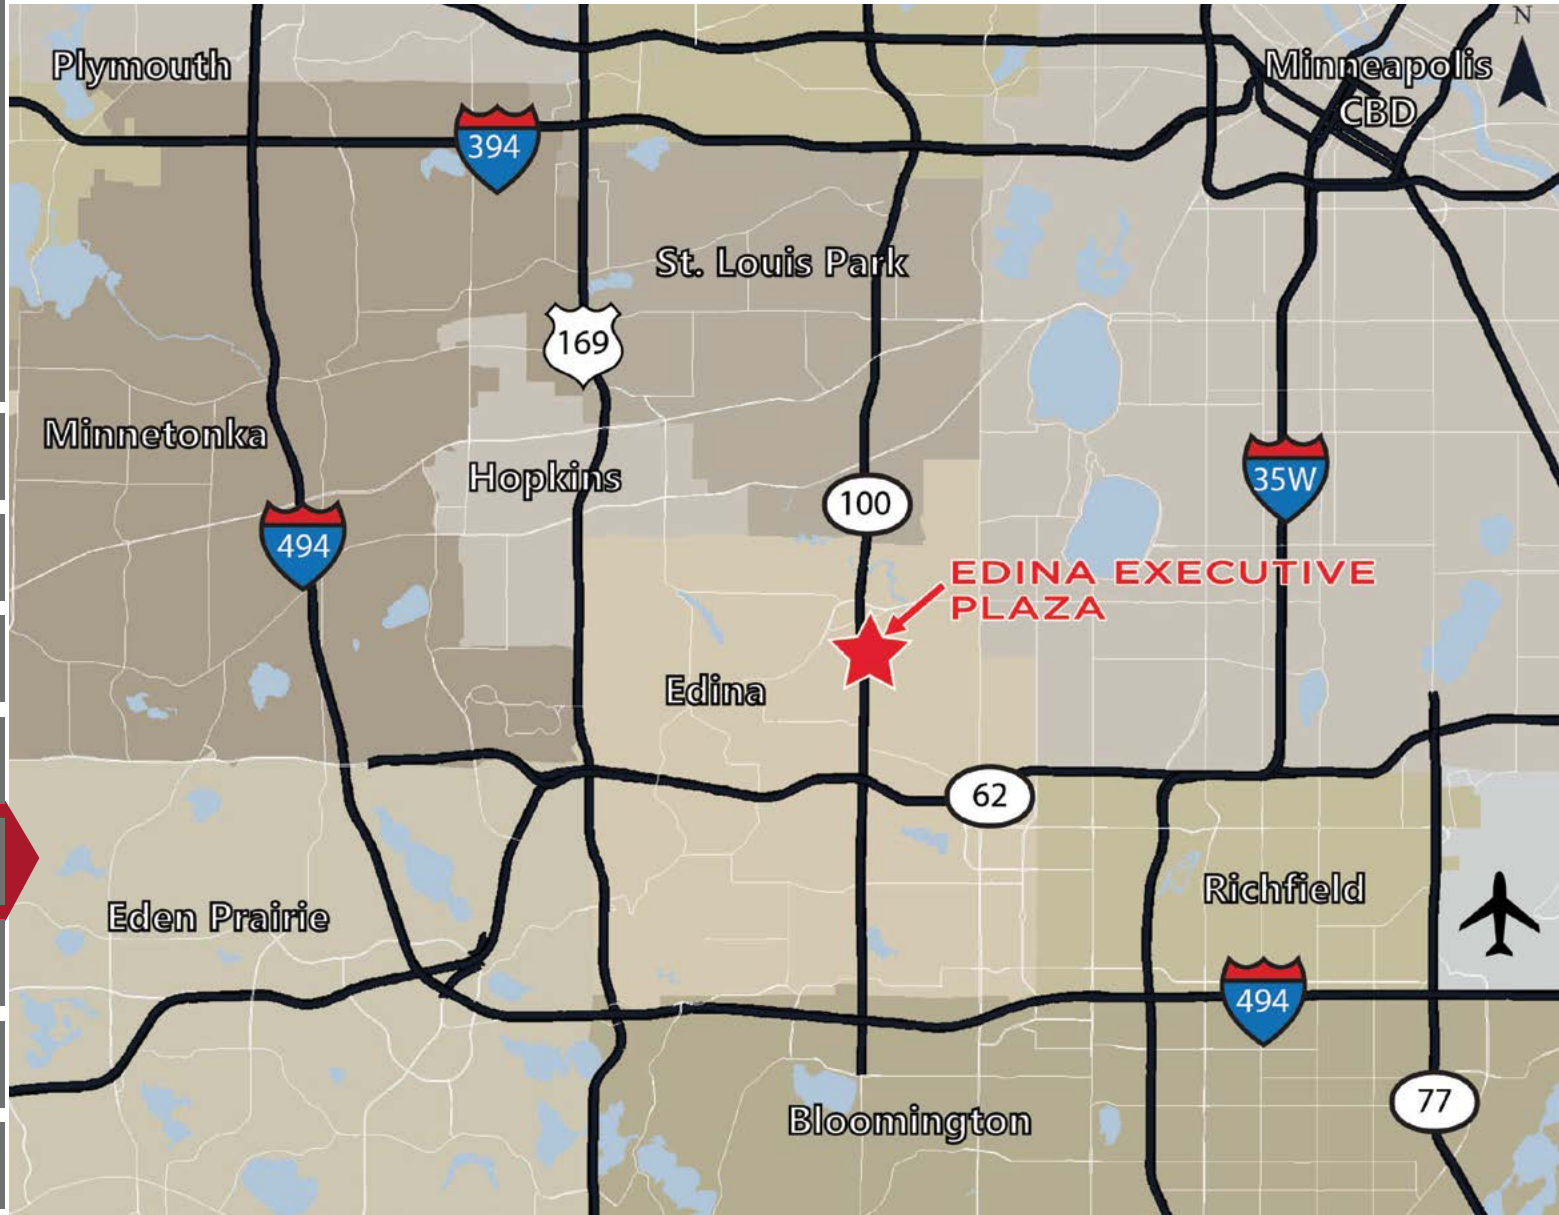 N
Plymouth
Minneapolis
CBD
394
St. Louis Park
169
Minnetonka
Hopkins
35W
100
494
EDINA EXECUTIVE
PLAZA
Edina
62
Richfield
Eden Prairie
494
77
Bloomington